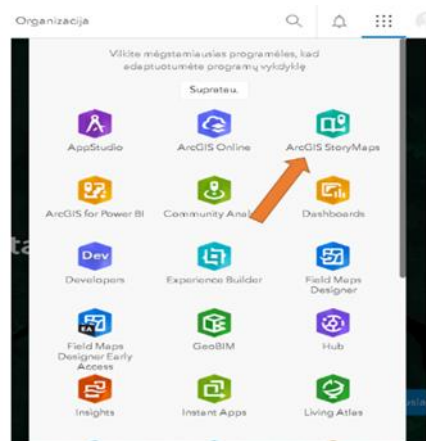 Organizacija
Vilkite mėgstamiausias programėles, kad
adaptuotumėte programų vykdyklę
Supratau.
AppStudio
ArcGIS Online
ArcGIS StoryMaps
ArcGIS for Power BI
Community Anal
Dashboards
Dev
Developers
Experience Builder
Field Maps
Designer
EA
Field Maps
Designer Early
Access
GeoBIM
Hub
Insights
Instant Apps
Living Atlas